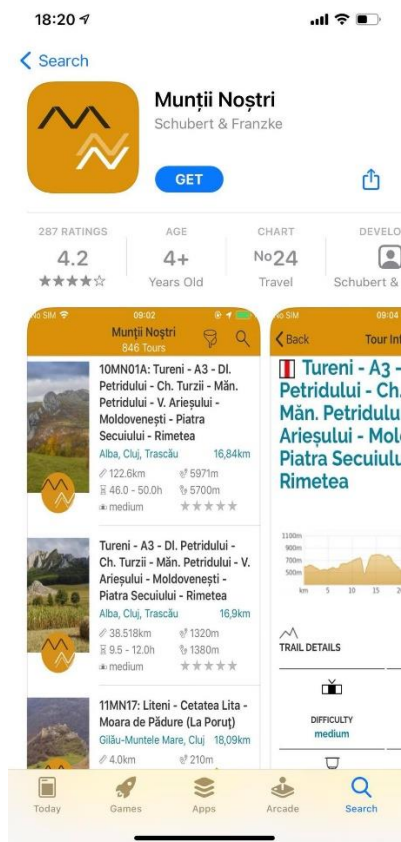 18:20
Search
Munții Noștri
Schubert & Franzke
GET
287 RATINGS
4.2
AGE
4+
Years Old
CHART
No24
Travel
DEVELO
Schubert &
No SIM
09:02
Munții Noștri
846 Tours
10MN01A: Tureni - A3 - Dl.
Petridului - Ch. Turzii - Măn.
Petridului - V. Arieșului -
Moldovenești - Piatra
Secuiului - Rimetea
Alba, Cluj, Trascău 16,84km
122.6km 5971m
46.0 - 50.0h 5700m
medium
Tureni - A3 - Dl. Petridului -
Ch. Turzii - Măn. Petridului - V.
Arieșului - Moldovenești -
Piatra Secuiului - Rimetea
Alba, Cluj, Trascău 16,9km
38.518km 1320m
9.5 - 12.0h 1380m
medium
11MN17: Liteni - Cetatea Lita -
Moara de Pădure (La Poruț)
Gilău-Muntele Mare, Cluj 18,09km
4.0km 210m
No SIM
09:04
Back
Tour Inf
Tureni - A3 -
Petridului - Ch.
Măn. Petridulu
Arieșului - Mol
Piatra Secuiulu
Rimetea
1100m
900m
700m
500m
km 5 10 15 2
TRAIL DETAILS
DIFFICULTY
medium
Today
Games
Apps
Arcade
Search